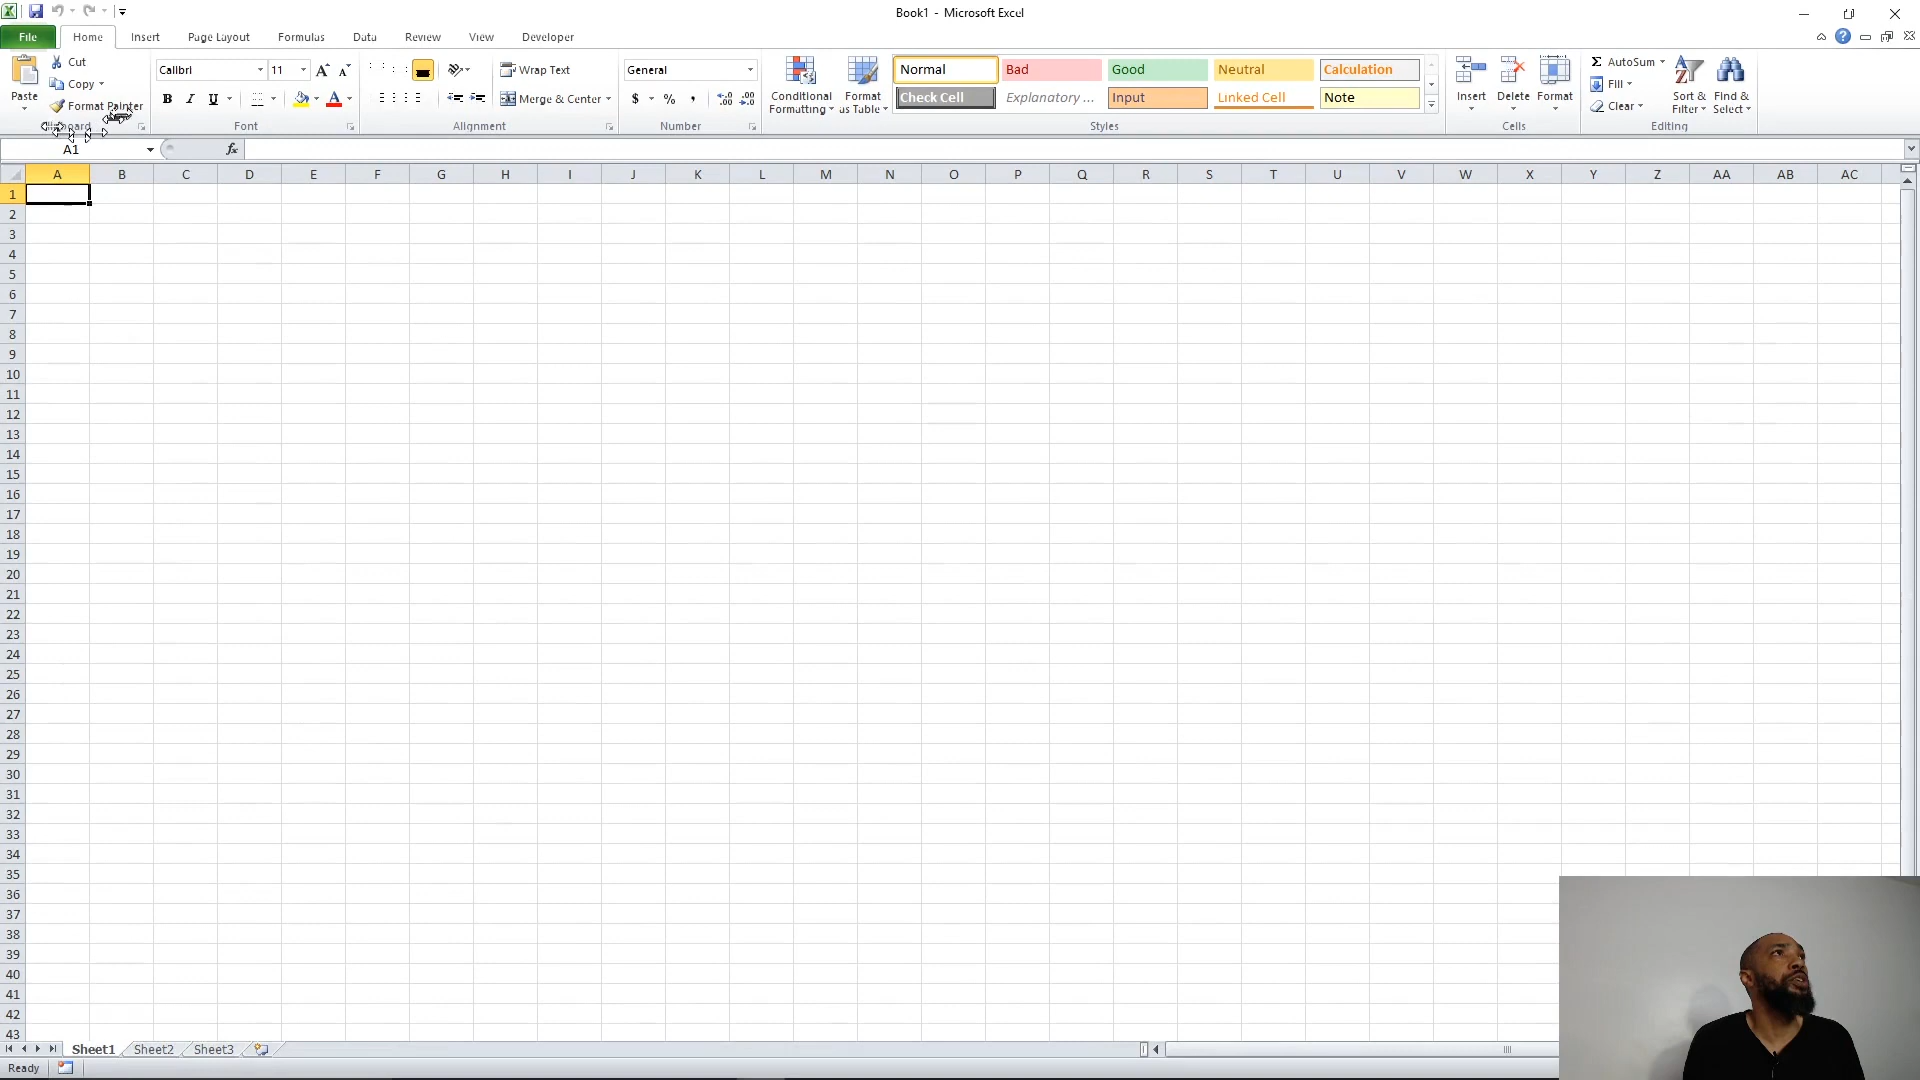 Book1 - Microsoft Excel
File Home Insert Page Layout Formulas Data Review View Developer
Cut
Copy
Format Painter
Paste
Calibri 11
B I U
Font
Wrap Text
Merge & Center
Alignment
General
$ % ,
Number
Conditional Formatting
Format as Table
Normal Bad Good Neutral Calculation
Check Cell Explanatory ... Input Linked Cell Note
Styles
Insert Delete Format
Cells
Σ AutoSum
Fill
Clear
Sort & Filter
Find & Select
Editing
A1 fx
A B C D E F G H I J K L M N O P Q R S T U V W X Y Z AA AB AC
1
2
3
4
5
6
7
8
9
10
11
12
13
14
15
16
17
18
19
20
21
22
23
24
25
26
27
28
29
30
31
32
33
34
35
36
37
38
39
40
41
42
43
Sheet1 Sheet2 Sheet3
Ready